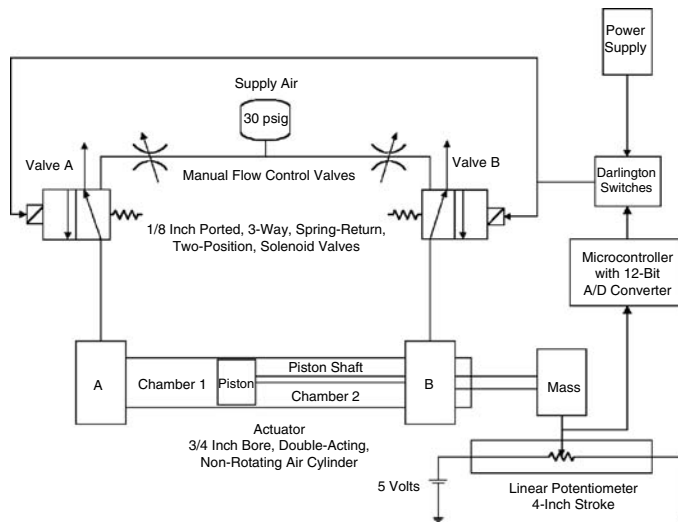 Power
Supply
Supply Air
30 psig
Valve A
Valve B
Manual Flow Control Valves
Darlington
Switches
1/8 Inch Ported, 3-Way, Spring-Return,
Two-Position, Solenoid Valves
Microcontroller
with 12-Bit
A/D Converter
A
Chamber 1
Piston
Piston Shaft
Chamber 2
B
Mass
Actuator
3/4 Inch Bore, Double-Acting,
Non-Rotating Air Cylinder
5 Volts
Linear Potentiometer
4-Inch Stroke